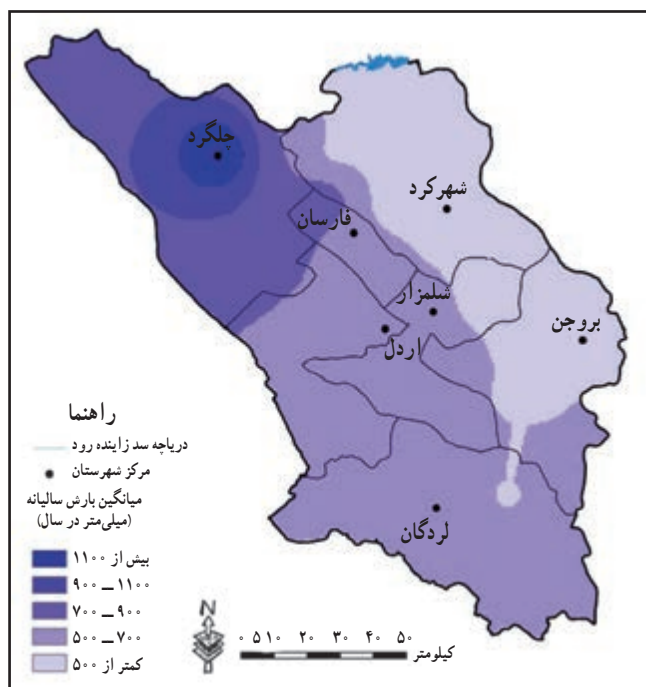 چلگرد
شهرکرد
فارسان
شلمزار
بروجن
اردل
لردگان
راهنما
دریاچه سد زاینده رود
مرکز شهرستان
میانگین بارش سالیانه
(میلی‌متر در سال)
بیش از ۱۱۰۰
۹۰۰ – ۱۱۰۰
۷۰۰ – ۹۰۰
۵۰۰ – ۷۰۰
کمتر از ۵۰۰
N
۰ ۵ ۱۰ ۲۰ ۳۰ ۴۰ ۵۰
کیلومتر